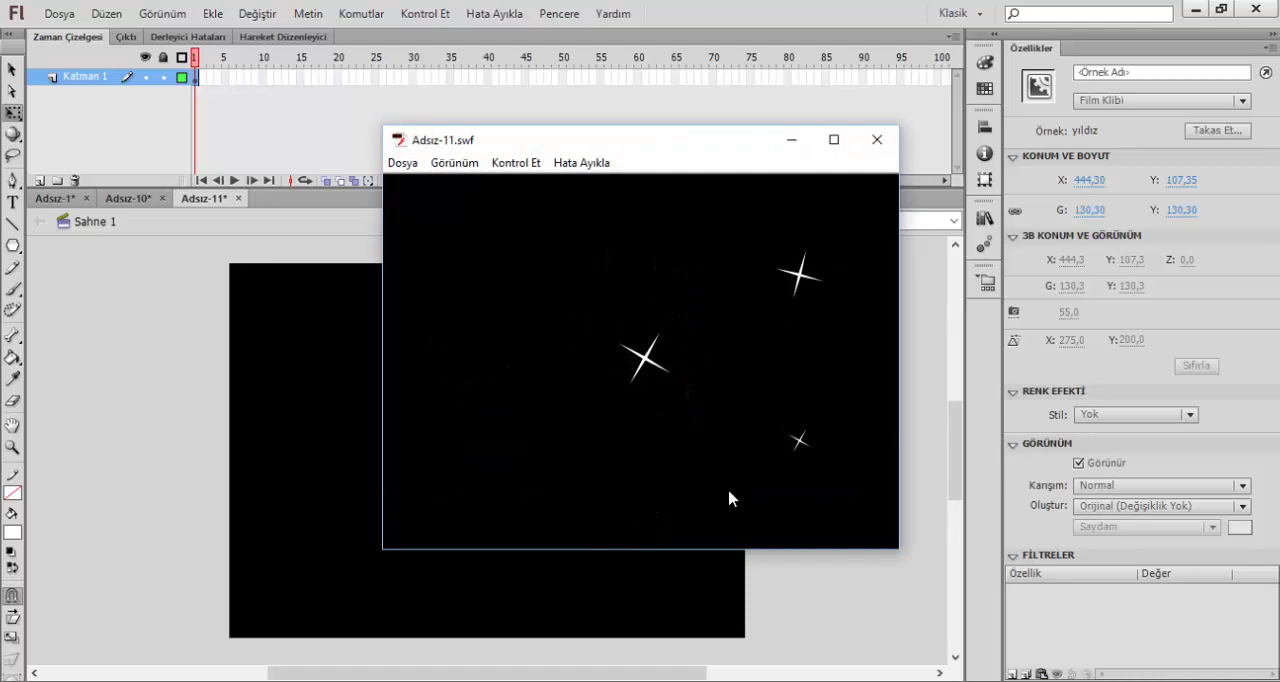 Fl Dosya Düzen Görünüm Ekle Değiştir Metin Komutlar Kontrol Et Hata Ayıkla Pencere Yardım Klasik
Zaman Çizelgesi Çıktı Derleyici Hataları Hareket Düzenleyici
1 5 10 15 20 25 30 35 40 45 50 55 60 65 70 75 80 85 90 95 100
Katman 1
Adsız-1* Adsız-10* Adsız-11*
Sahne 1
Adsız-11.swf
Dosya Görünüm Kontrol Et Hata Ayıkla
Özellikler
<Örnek Adı>
Film Klibi
Örnek: yıldız Takas Et...
KONUM VE BOYUT
X: 444,30 Y: 107,35
G: 130,30 Y: 130,30
3B KONUM VE GÖRÜNÜM
X: 444,3 Y: 107,3 Z: 0,0
G: 130,3 Y: 130,3
55,0
X: 275,0 Y: 200,0
Sıfırla
RENK EFEKTİ
Stil: Yok
GÖRÜNÜM
Görünür
Karışım: Normal
Oluştur: Orijinal (Değişiklik Yok)
Saydam
FİLTRELER
Özellik Değer